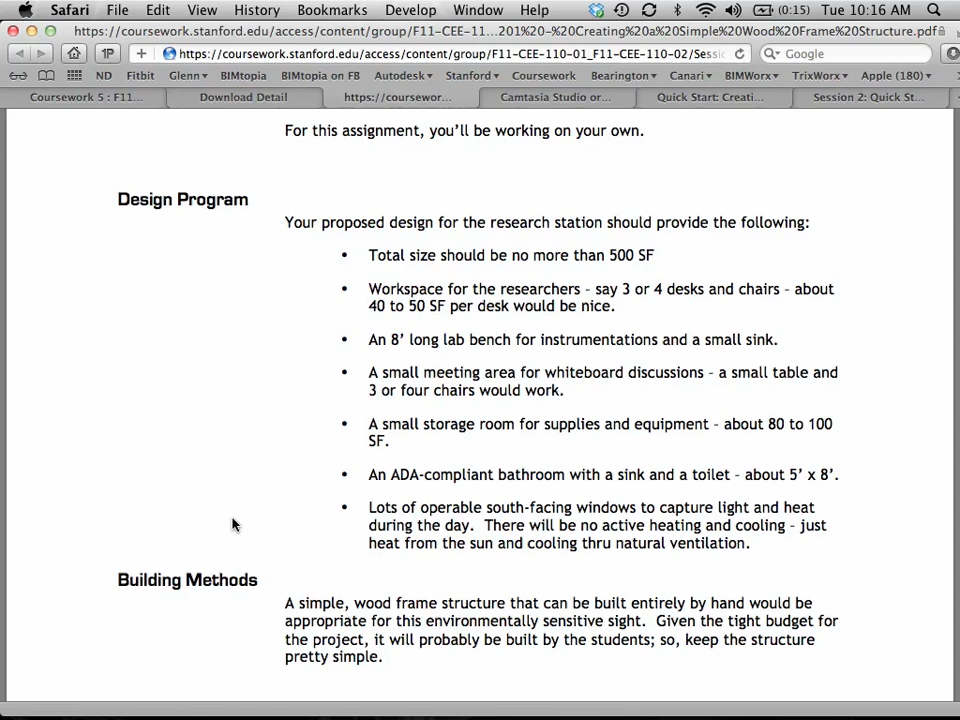 Safari File Edit View History Bookmarks Develop Window Help (0:15) Tue 10:16 AM
https://coursework.stanford.edu/access/content/group/F11-CEE-11...201%20-%20Creating%20a%20Simple%20Wood%20Frame%20Structure.pdf
https://coursework.stanford.edu/access/content/group/F11-CEE-110-01_F11-CEE-110-02/Sessi Google
ND Fitbit Glenn BIMtopia BIMtopia on FB Autodesk Stanford Coursework Bearington Canari BIMWorx TrixWorx Apple (180)
Coursework 5 : F11... Download Detail https://coursewor... Camtasia Studio or... Quick Start: Creati... Session 2: Quick St...
For this assignment, you’ll be working on your own.
Design Program
Your proposed design for the research station should provide the following:
• Total size should be no more than 500 SF
• Workspace for the researchers – say 3 or 4 desks and chairs – about
40 to 50 SF per desk would be nice.
• An 8’ long lab bench for instrumentations and a small sink.
• A small meeting area for whiteboard discussions – a small table and
3 or four chairs would work.
• A small storage room for supplies and equipment – about 80 to 100
SF.
• An ADA-compliant bathroom with a sink and a toilet – about 5’ x 8’.
• Lots of operable south-facing windows to capture light and heat
during the day. There will be no active heating and cooling – just
heat from the sun and cooling thru natural ventilation.
Building Methods
A simple, wood frame structure that can be built entirely by hand would be
appropriate for this environmentally sensitive sight. Given the tight budget for
the project, it will probably be built by the students; so, keep the structure
pretty simple.